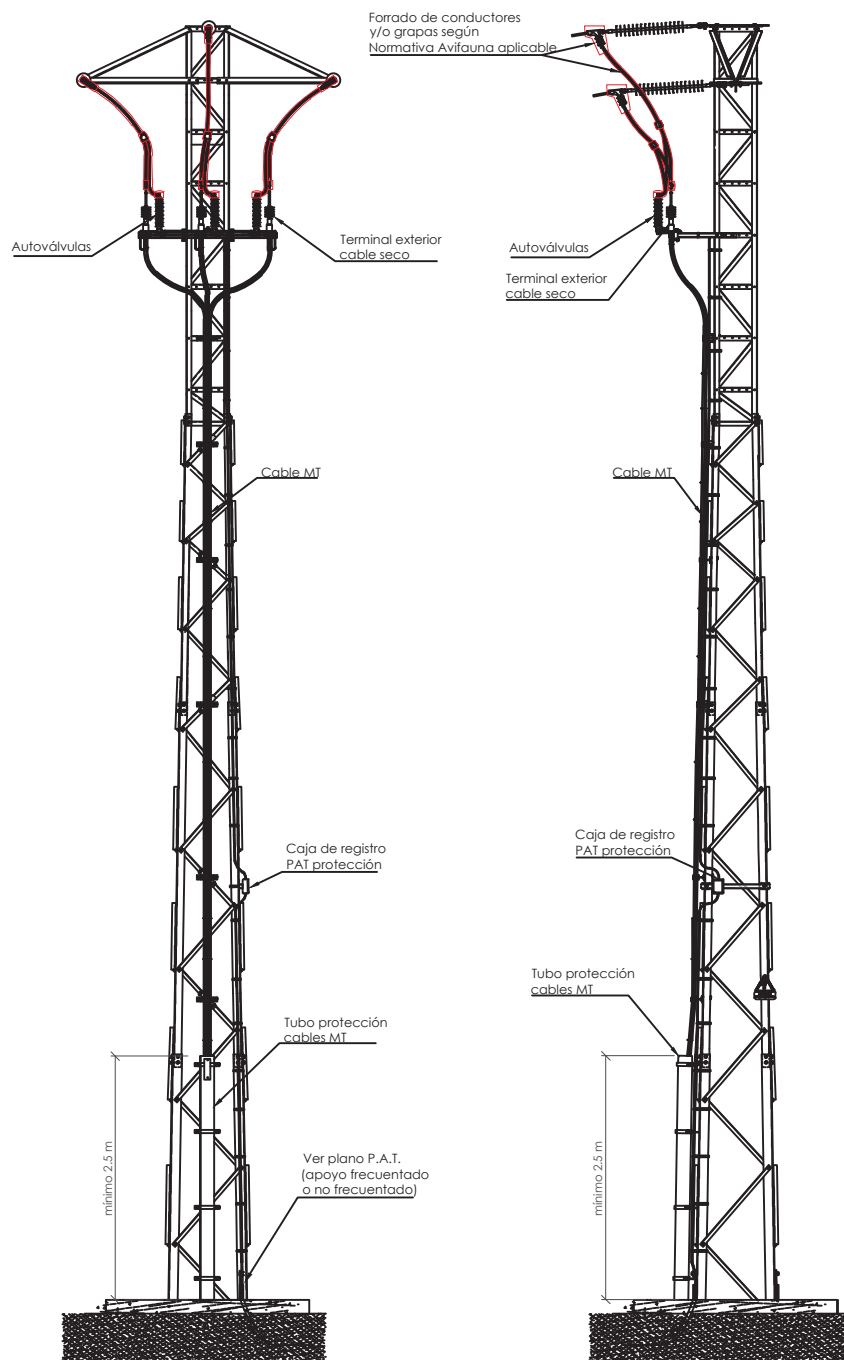 Forrado de conductores
y/o grapas según
Normativa Avifauna aplicable
Autoválvulas
Terminal exterior
cable seco
Autoválvulas
Terminal exterior
cable seco
Cable MT
Cable MT
Caja de registro
PAT protección
Caja de registro
PAT protección
Tubo protección
cables MT
Tubo protección
cables MT
mínimo 2.5 m
Ver plano P.A.T.
(apoyo frecuentado
o no frecuentado)
mínimo 2.5 m